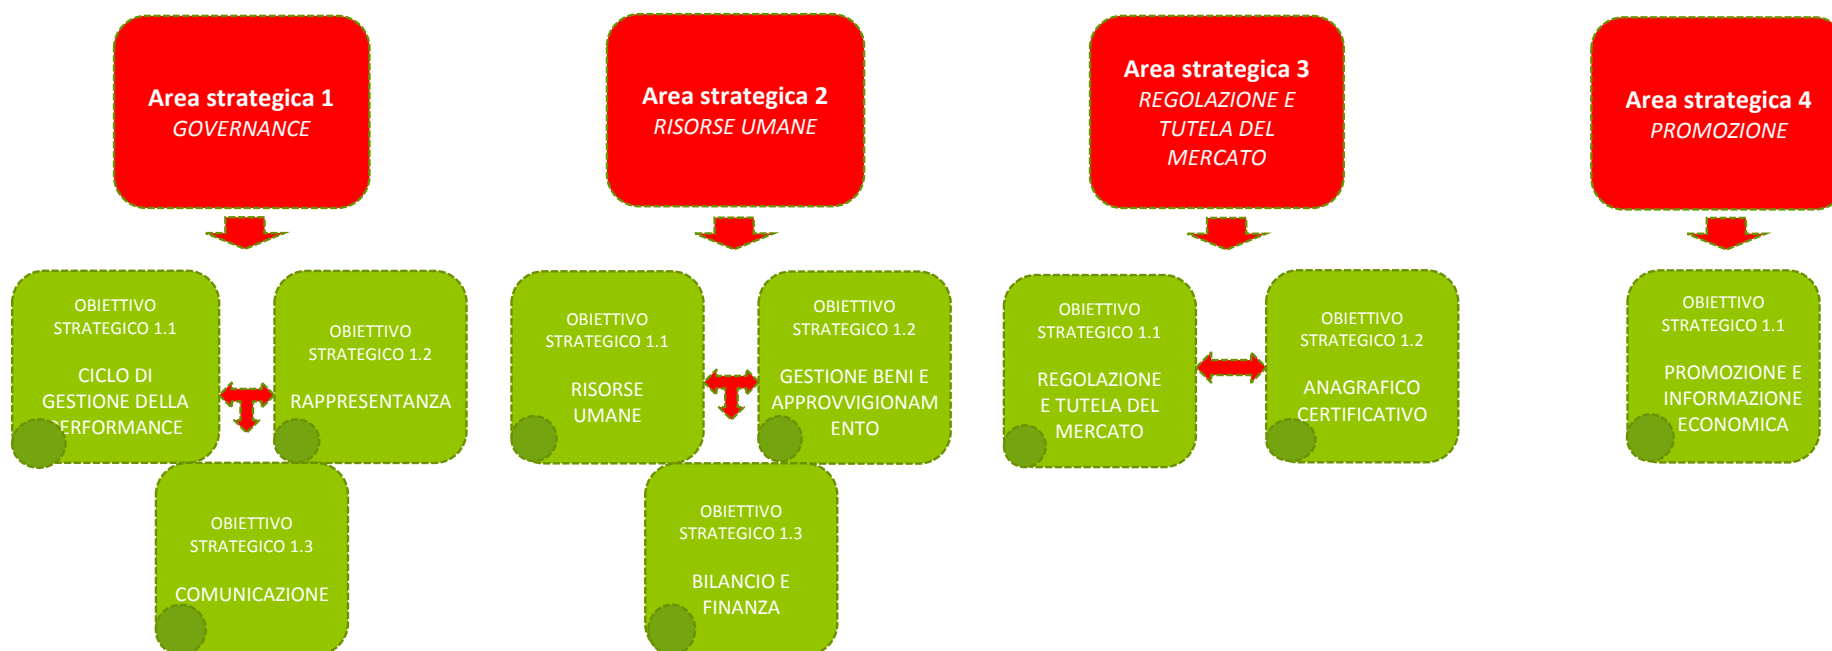 Area strategica 1
GOVERNANCE
Area strategica 2
RISORSE UMANE
Area strategica 3
REGOLAZIONE E
TUTELA DEL
MERCATO
Area strategica 4
PROMOZIONE
OBIETTIVO
STRATEGICO 1.1
CICLO DI
GESTIONE DELLA
PERFORMANCE
OBIETTIVO
STRATEGICO 1.2
RAPPRESENTANZA
OBIETTIVO
STRATEGICO 1.3
COMUNICAZIONE
OBIETTIVO
STRATEGICO 1.1
RISORSE
UMANE
OBIETTIVO
STRATEGICO 1.2
GESTIONE BENI E
APPROVVIGIONAM
ENTO
OBIETTIVO
STRATEGICO 1.3
BILANCIO E
FINANZA
OBIETTIVO
STRATEGICO 1.1
REGOLAZIONE
E TUTELA DEL
MERCATO
OBIETTIVO
STRATEGICO 1.2
ANAGRAFICO
CERTIFICATIVO
OBIETTIVO
STRATEGICO 1.1
PROMOZIONE E
INFORMAZIONE
ECONOMICA